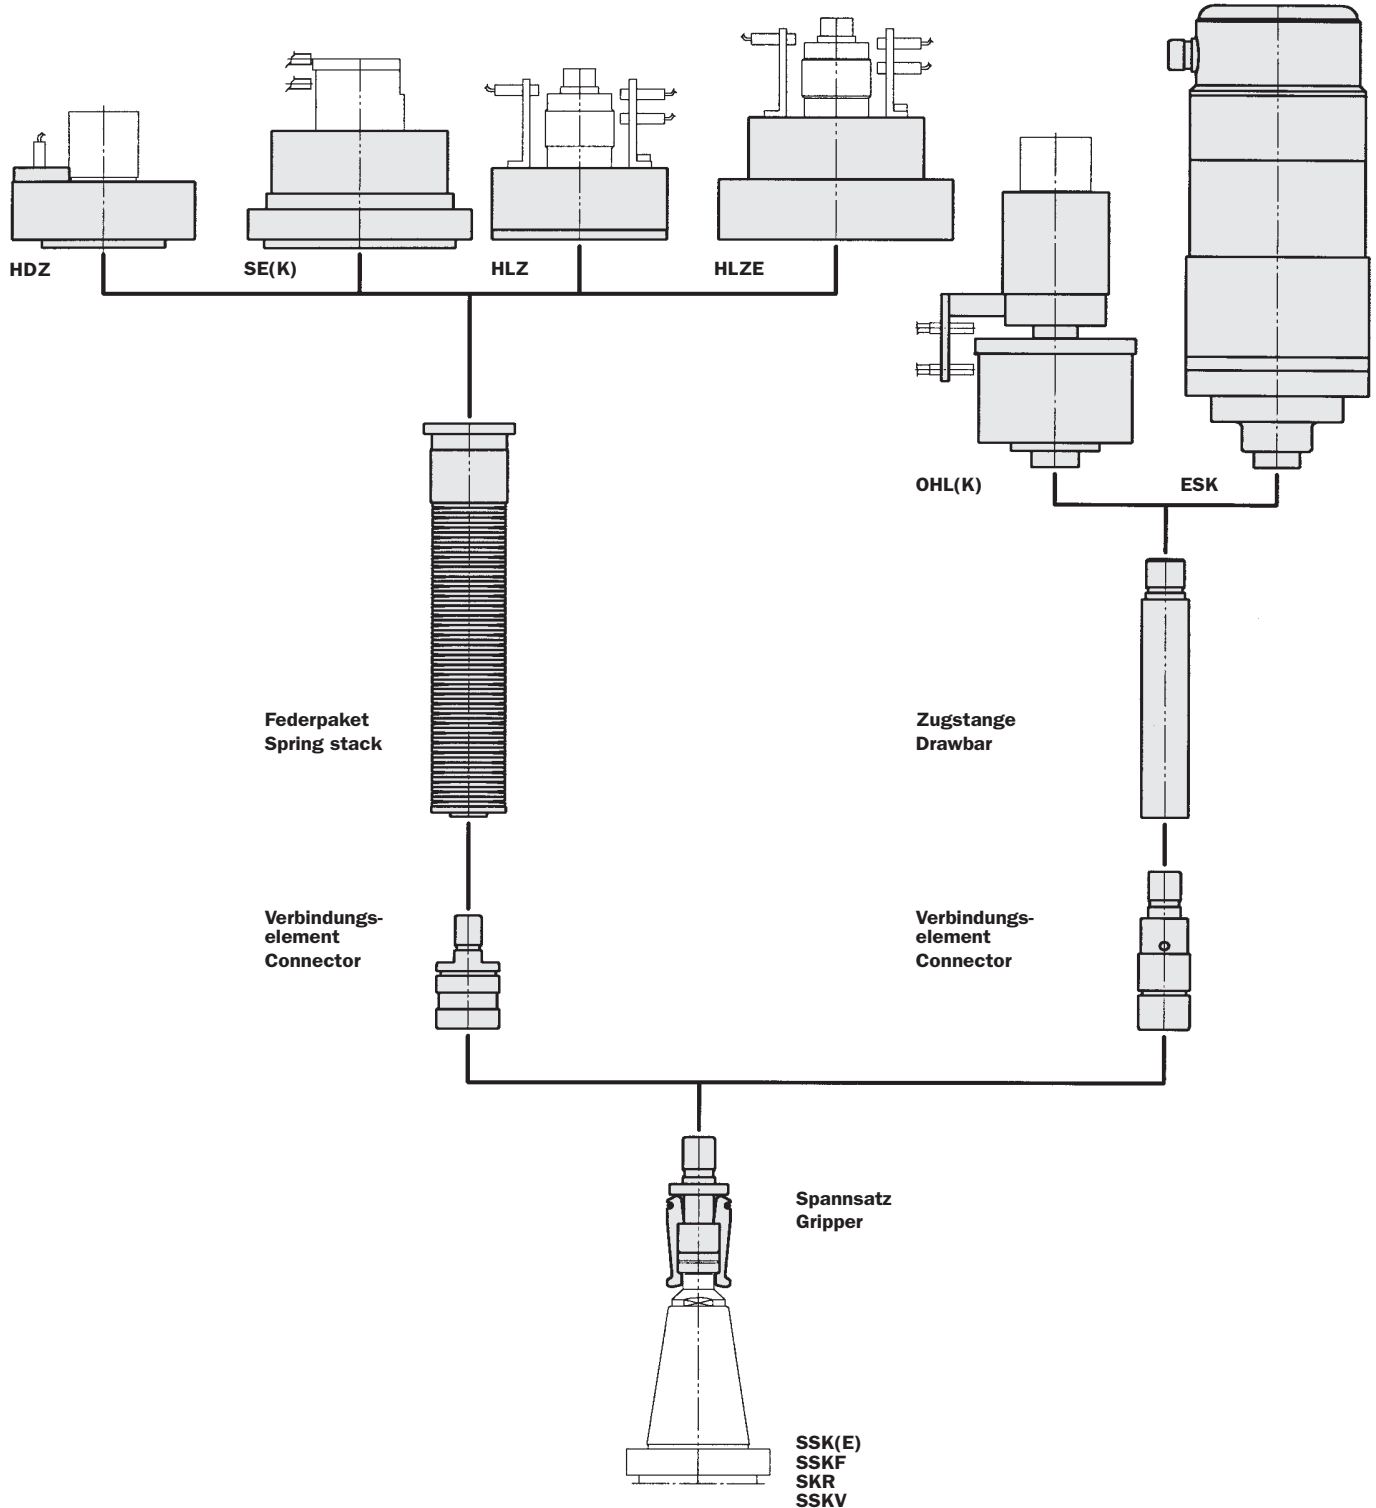 HDZ
SE(K)
HLZ
HLZE
OHL(K)
ESK
Federpaket
Spring stack
Zugstange
Drawbar
Verbindungs-
element
Connector
Verbindungs-
element
Connector
Spannsatz
Gripper
SSK(E)
SSKF
SKR
SSKV